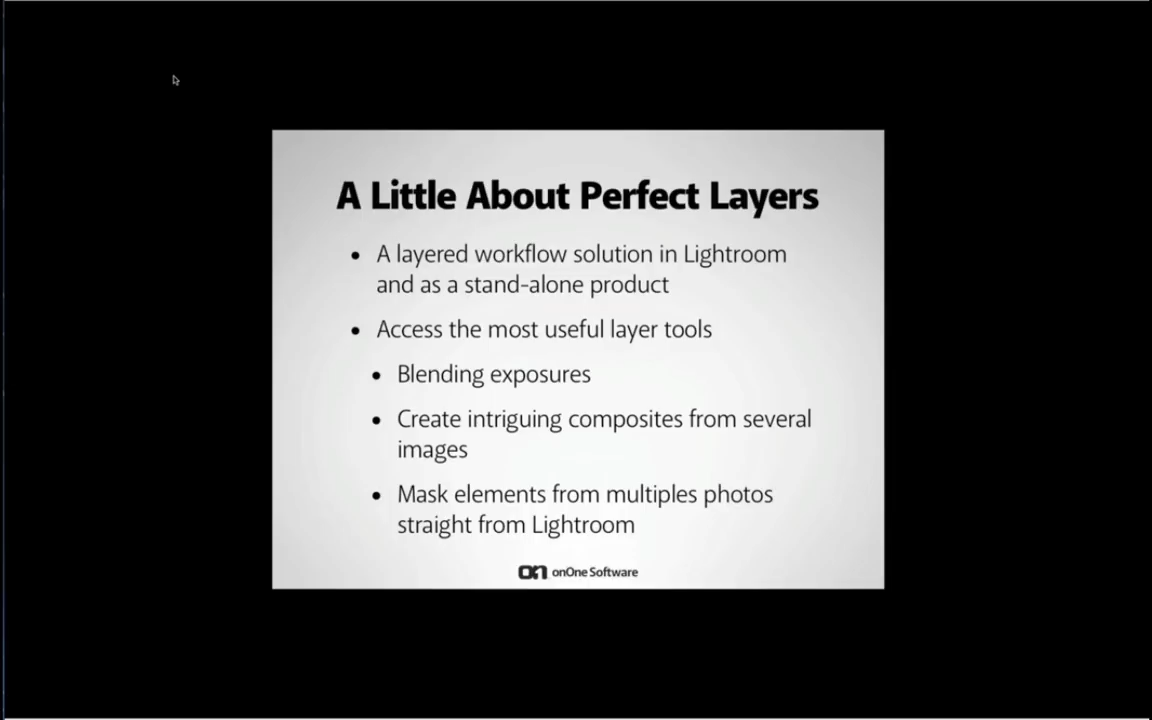 A Little About Perfect Layers
• A layered workflow solution in Lightroom
and as a stand-alone product
• Access the most useful layer tools
• Blending exposures
• Create intriguing composites from several
images
• Mask elements from multiples photos
straight from Lightroom
on onOne Software